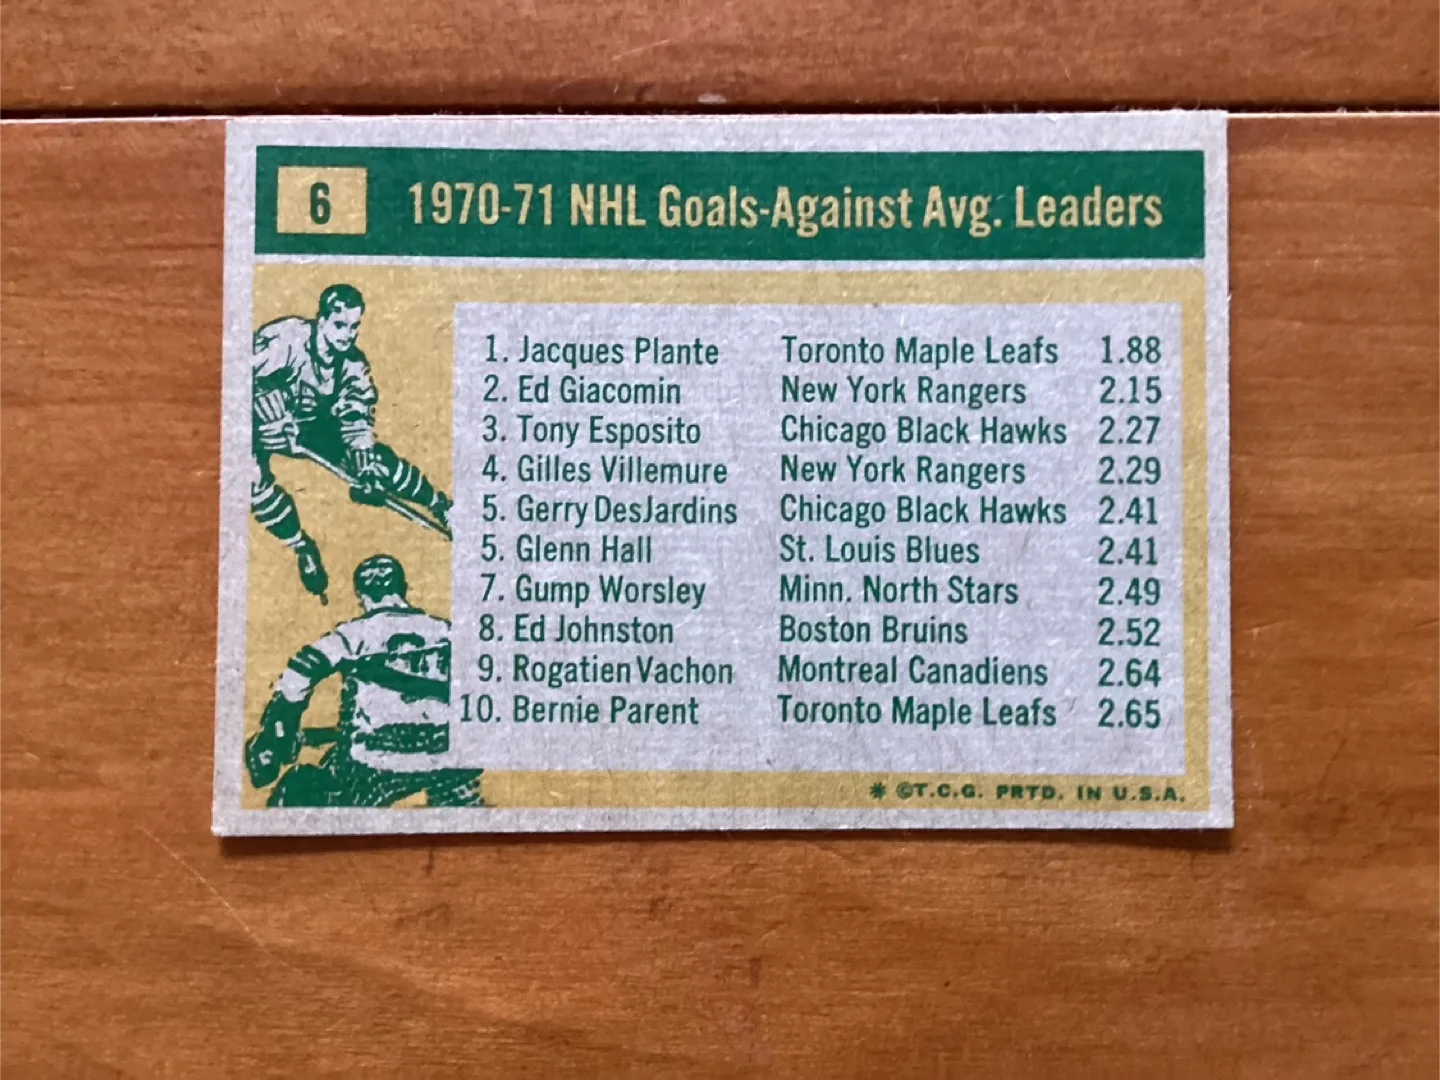 6 1970-71 NHL Goals-Against Avg. Leaders
1. Jacques Plante Toronto Maple Leafs 1.88
2. Ed Giacomin New York Rangers 2.15
3. Tony Esposito Chicago Black Hawks 2.27
4. Gilles Villemure New York Rangers 2.29
5. Gerry DesJardins Chicago Black Hawks 2.41
5. Glenn Hall St. Louis Blues 2.41
7. Gump Worsley Minn. North Stars 2.49
8. Ed Johnston Boston Bruins 2.52
9. Rogatien Vachon Montreal Canadiens 2.64
10. Bernie Parent Toronto Maple Leafs 2.65
* ©T.C.G. PRTD. IN U.S.A.